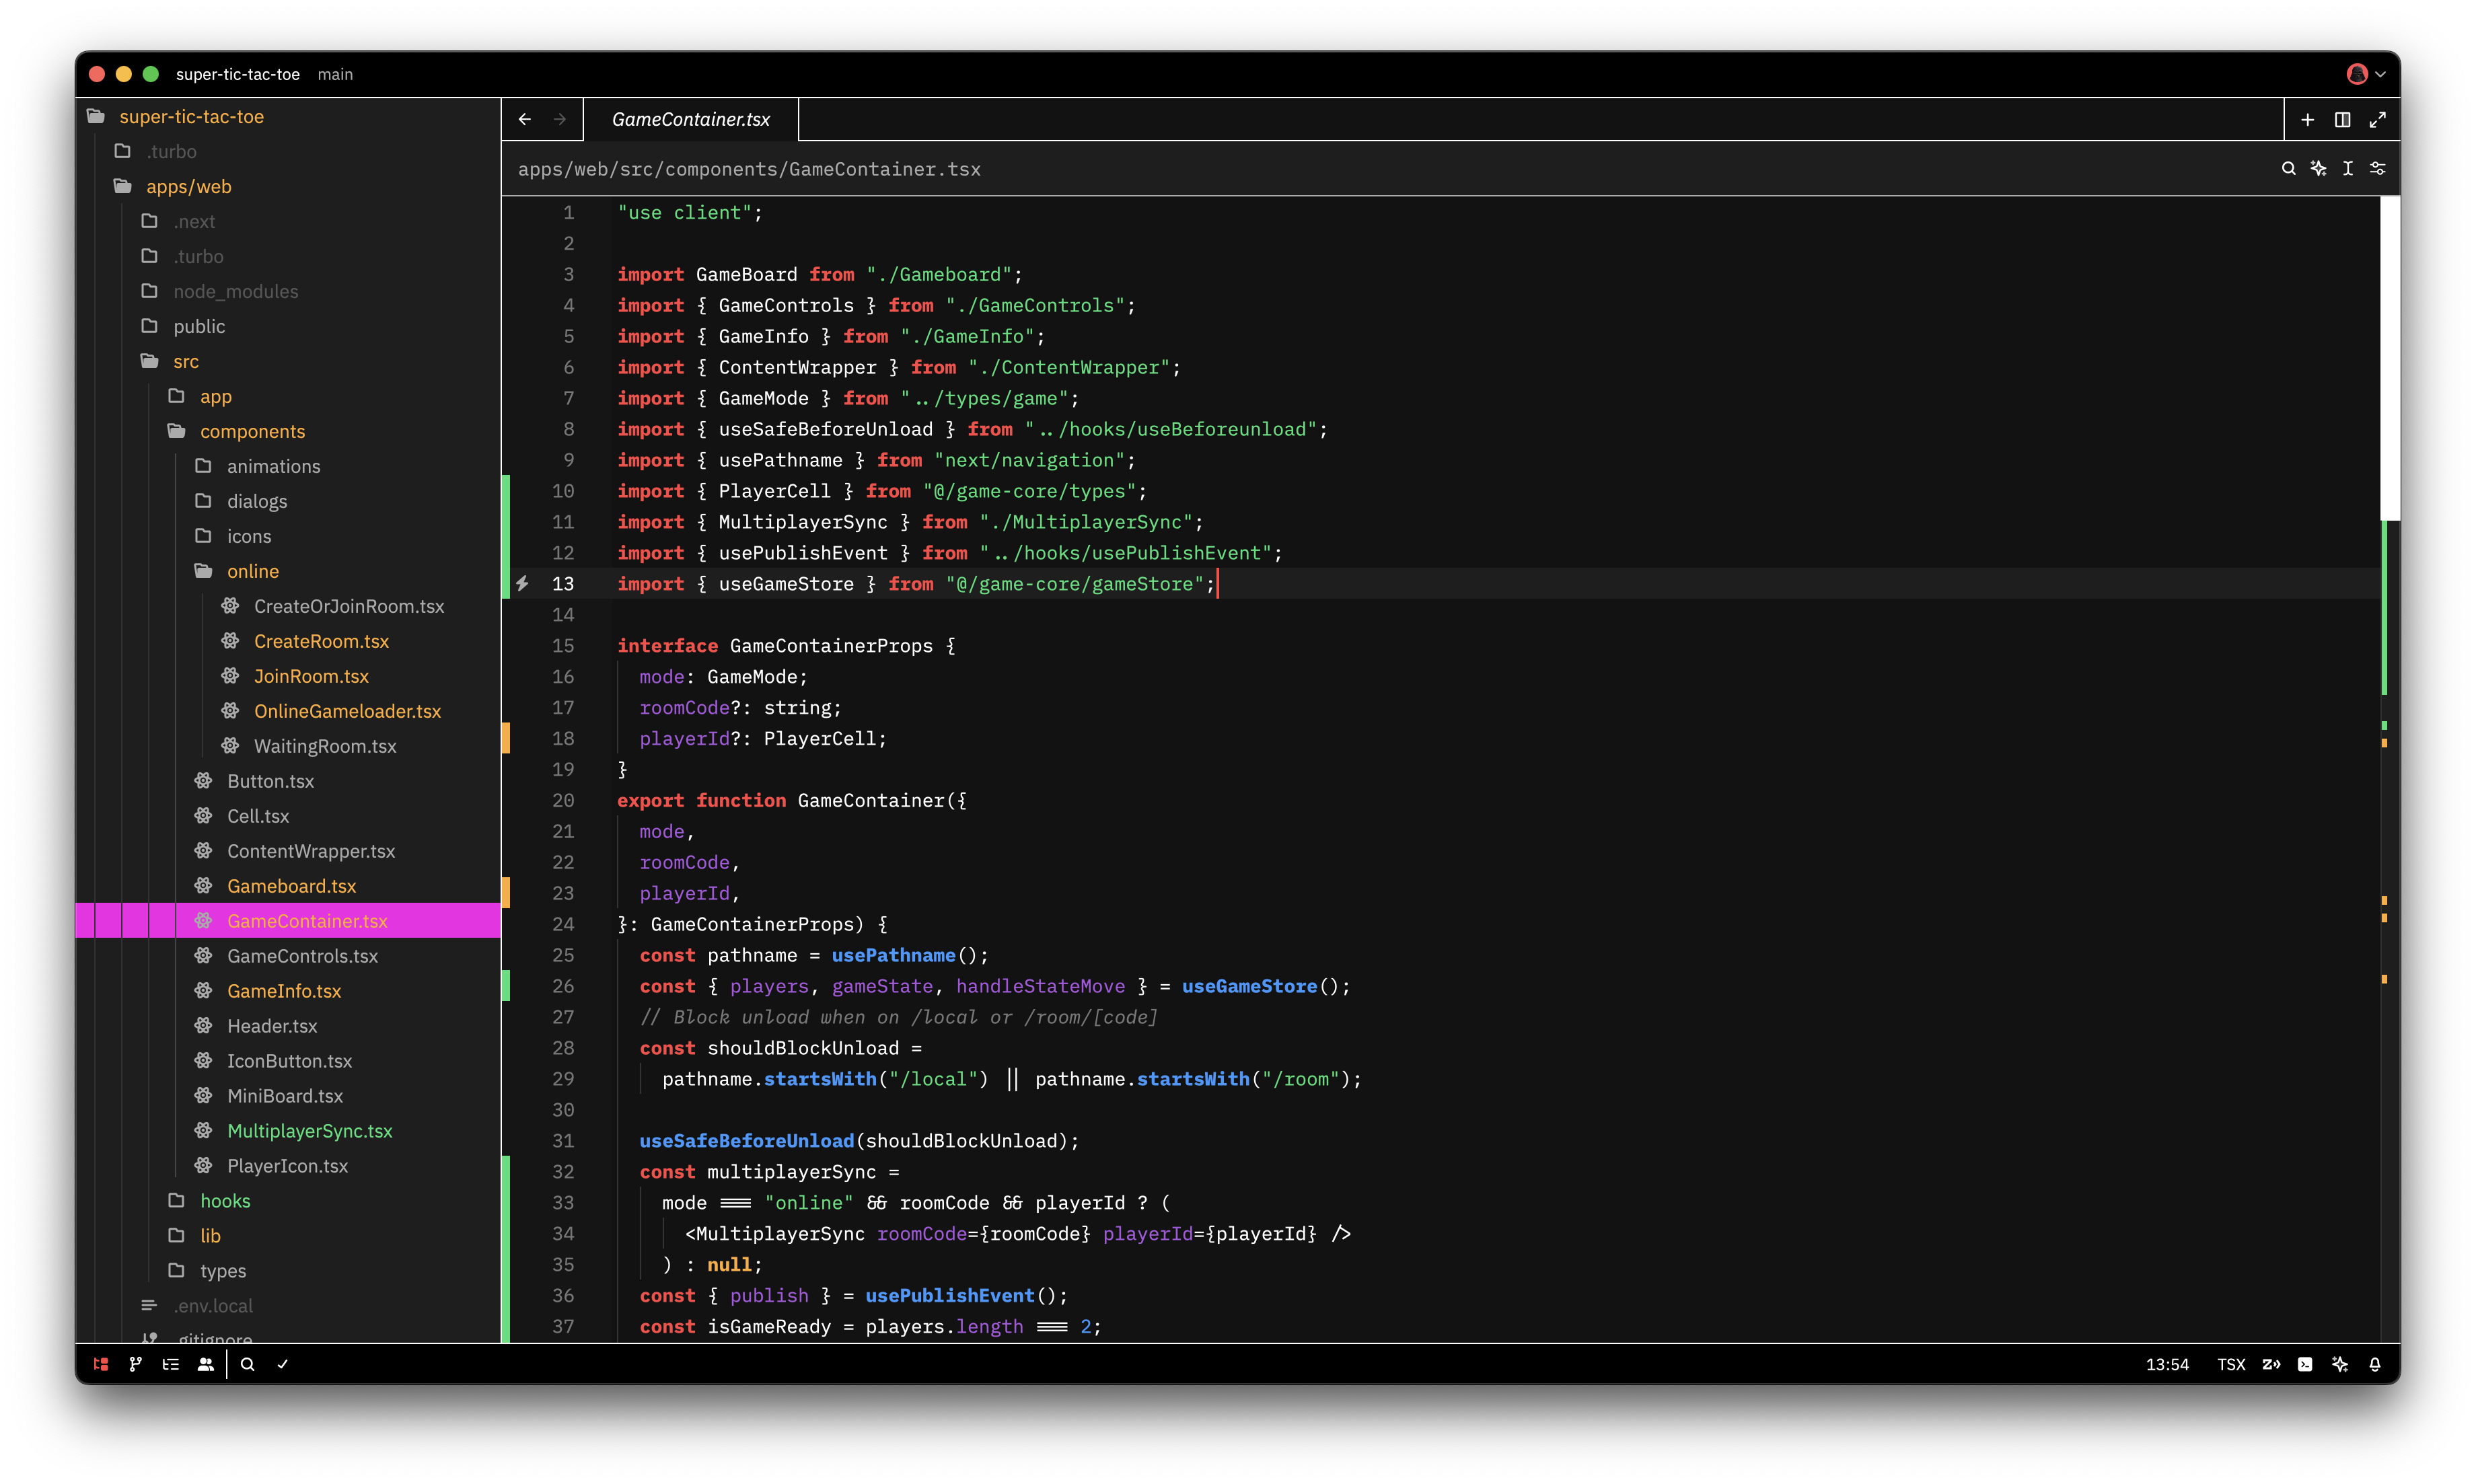 super-tic-tac-toe main
super-tic-tac-toe
.turbo
apps/web
.next
.turbo
node_modules
public
src
app
components
animations
dialogs
icons
online
CreateOrJoinRoom.tsx
CreateRoom.tsx
JoinRoom.tsx
OnlineGameloader.tsx
WaitingRoom.tsx
Button.tsx
Cell.tsx
ContentWrapper.tsx
Gameboard.tsx
GameContainer.tsx
GameControls.tsx
GameInfo.tsx
Header.tsx
IconButton.tsx
MiniBoard.tsx
MultiplayerSync.tsx
PlayerIcon.tsx
hooks
lib
types
.env.local
.gitignore
GameContainer.tsx
apps/web/src/components/GameContainer.tsx
1 "use client";
2
3 import GameBoard from "./Gameboard";
4 import { GameControls } from "./GameControls";
5 import { GameInfo } from "./GameInfo";
6 import { ContentWrapper } from "./ContentWrapper";
7 import { GameMode } from "../types/game";
8 import { useSafeBeforeUnload } from "../hooks/useBeforeunload";
9 import { usePathname } from "next/navigation";
10 import { PlayerCell } from "@/game-core/types";
11 import { MultiplayerSync } from "./MultiplayerSync";
12 import { usePublishEvent } from "../hooks/usePublishEvent";
13 import { useGameStore } from "@/game-core/gameStore";
14
15 interface GameContainerProps {
16 mode: GameMode;
17 roomCode?: string;
18 playerId?: PlayerCell;
19 }
20 export function GameContainer({
21 mode,
22 roomCode,
23 playerId,
24 }: GameContainerProps) {
25 const pathname = usePathname();
26 const { players, gameState, handleStateMove } = useGameStore();
27 // Block unload when on /local or /room/[code]
28 const shouldBlockUnload =
29 pathname.startsWith("/local") || pathname.startsWith("/room");
30
31 useSafeBeforeUnload(shouldBlockUnload);
32 const multiplayerSync =
33 mode === "online" && roomCode && playerId ? (
34 <MultiplayerSync roomCode={roomCode} playerId={playerId} />
35 ) : null;
36 const { publish } = usePublishEvent();
37 const isGameReady = players.length === 2;
13:54 TSX